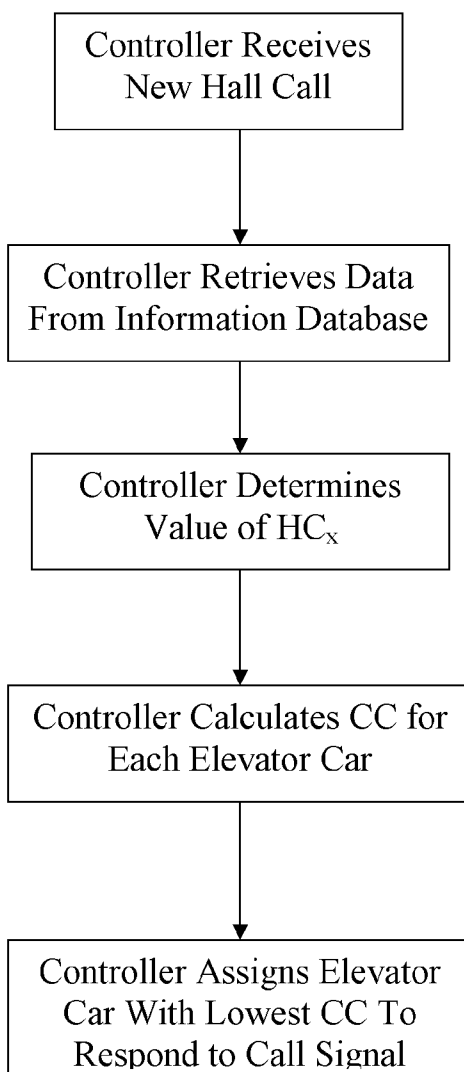 Controller Receives
New Hall Call
Controller Retrieves Data
From Information Database
Controller Determines
Value of HCₓ
Controller Calculates CC for
Each Elevator Car
Controller Assigns Elevator
Car With Lowest CC To
Respond to Call Signal